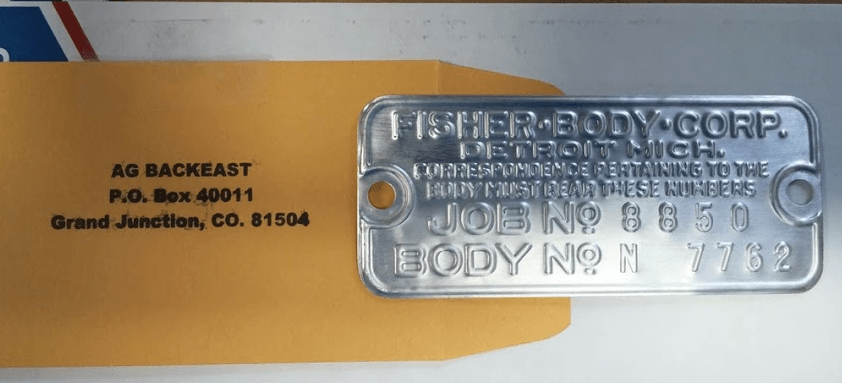 AG BACKEAST
P.O. Box 40011
Grand Junction, CO. 81504
FISHER·BODY·CORP.
DETROIT MICH.
CORRESPONDENCE PERTAINING TO THE
BODY MUST BEAR THESE NUMBERS
JOB No 8850
BODY No N 7762